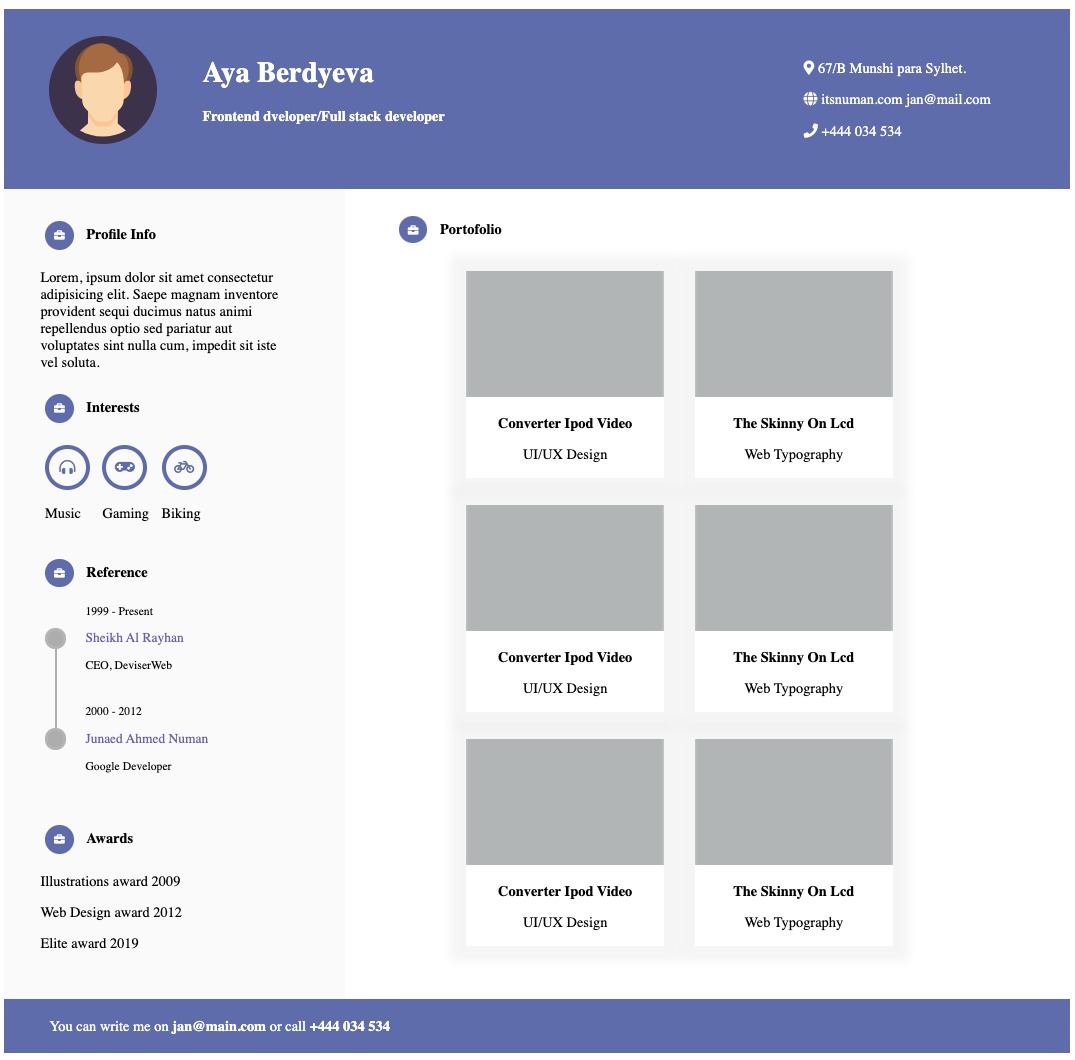 Aya Berdyeva
Frontend dveloper/Full stack developer
67/B Munshi para Sylhet.
itsnuman.com jan@mail.com
+444 034 534
Profile Info
Lorem, ipsum dolor sit amet consectetur
adipisicing elit. Saepe magnam inventore
provident sequi ducimus natus animi
repellendus optio sed pariatur aut
voluptates sint nulla cum, impedit sit iste
vel soluta.
Interests
Music Gaming Biking
Reference
1999 - Present
Sheikh Al Rayhan
CEO, DeviserWeb
2000 - 2012
Junaed Ahmed Numan
Google Developer
Awards
Illustrations award 2009
Web Design award 2012
Elite award 2019
Portofolio
Converter Ipod Video
UI/UX Design
The Skinny On Lcd
Web Typography
Converter Ipod Video
UI/UX Design
The Skinny On Lcd
Web Typography
Converter Ipod Video
UI/UX Design
The Skinny On Lcd
Web Typography
You can write me on jan@main.com or call +444 034 534